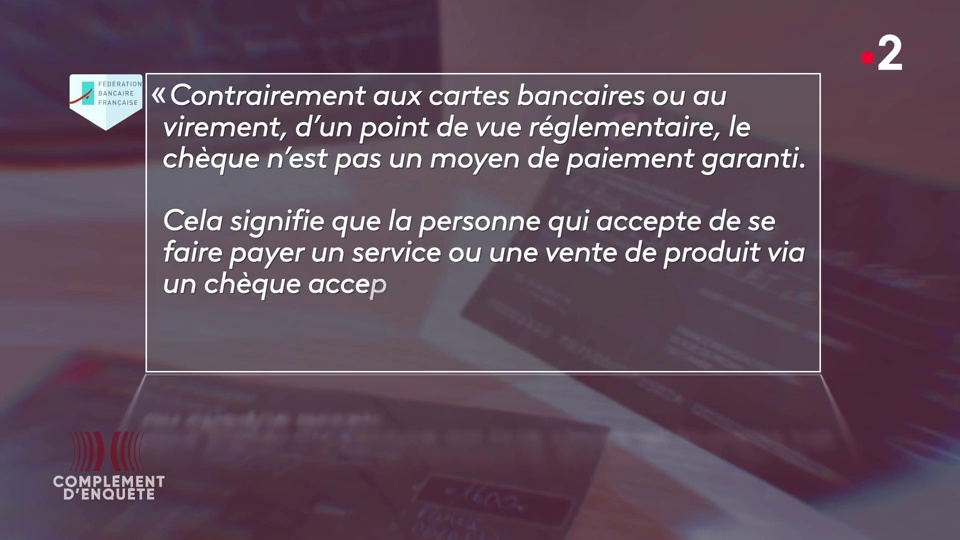 2
FÉDÉRATION
BANCAIRE
FRANÇAISE
« Contrairement aux cartes bancaires ou au
virement, d’un point de vue réglementaire, le
chèque n’est pas un moyen de paiement garanti.
Cela signifie que la personne qui accepte de se
faire payer un service ou une vente de produit via
un chèque accep
COMPLÉMENT
D’ENQUÊTE